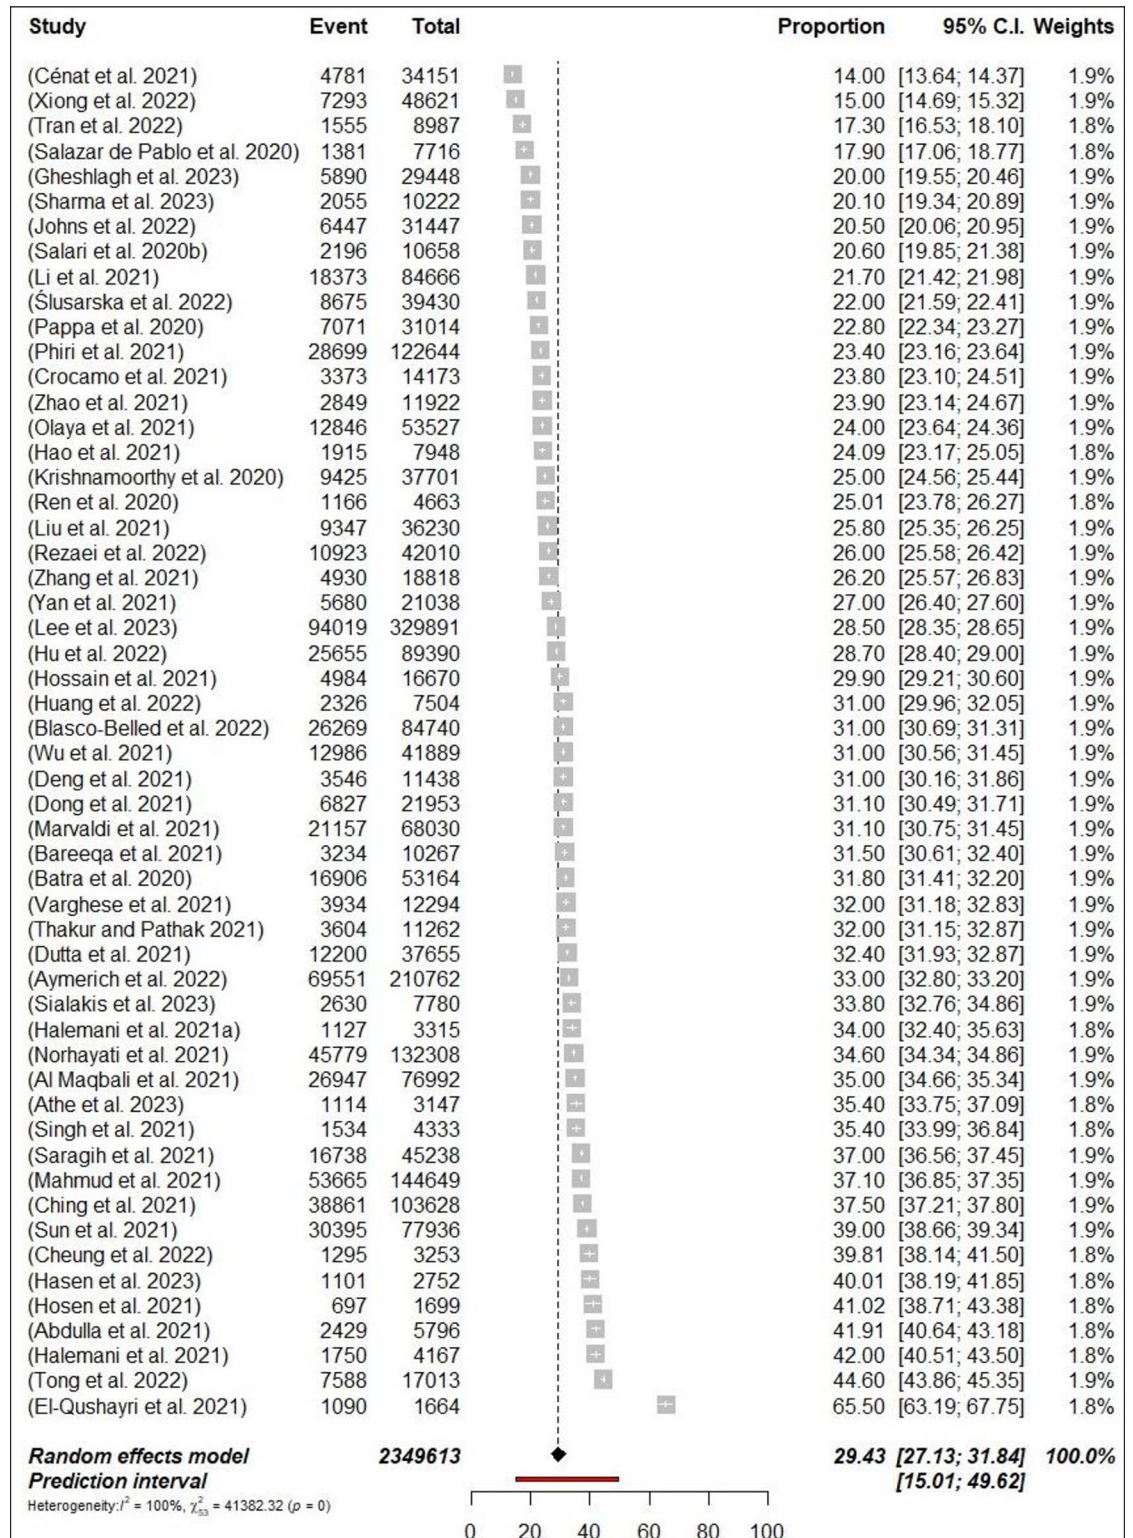 Study Event Total Proportion 95% C.I. Weights
(Cénat et al. 2021) 4781 34151 14.00 [13.64; 14.37] 1.9%
(Xiong et al. 2022) 7293 48621 15.00 [14.69; 15.32] 1.9%
(Tran et al. 2022) 1555 8987 17.30 [16.53; 18.10] 1.8%
(Salazar de Pablo et al. 2020) 1381 7716 17.90 [17.06; 18.77] 1.8%
(Gheshlagh et al. 2023) 5890 29448 20.00 [19.55; 20.46] 1.9%
(Sharma et al. 2023) 2055 10222 20.10 [19.34; 20.89] 1.9%
(Johns et al. 2022) 6447 31447 20.50 [20.06; 20.95] 1.9%
(Salari et al. 2020b) 2196 10658 20.60 [19.85; 21.38] 1.9%
(Li et al. 2021) 18373 84666 21.70 [21.42; 21.98] 1.9%
(Ślusarska et al. 2022) 8675 39430 22.00 [21.59; 22.41] 1.9%
(Pappa et al. 2020) 7071 31014 22.80 [22.34; 23.27] 1.9%
(Phiri et al. 2021) 28699 122644 23.40 [23.16; 23.64] 1.9%
(Crocamo et al. 2021) 3373 14173 23.80 [23.10; 24.51] 1.9%
(Zhao et al. 2021) 2849 11922 23.90 [23.14; 24.67] 1.9%
(Olaya et al. 2021) 12846 53527 24.00 [23.64; 24.36] 1.9%
(Hao et al. 2021) 1915 7948 24.09 [23.17; 25.05] 1.8%
(Krishnamoorthy et al. 2020) 9425 37701 25.00 [24.56; 25.44] 1.9%
(Ren et al. 2020) 1166 4663 25.01 [23.78; 26.27] 1.8%
(Liu et al. 2021) 9347 36230 25.80 [25.35; 26.25] 1.9%
(Rezaei et al. 2022) 10923 42010 26.00 [25.58; 26.42] 1.9%
(Zhang et al. 2021) 4930 18818 26.20 [25.57; 26.83] 1.9%
(Yan et al. 2021) 5680 21038 27.00 [26.40; 27.60] 1.9%
(Lee et al. 2023) 94019 329891 28.50 [28.35; 28.65] 1.9%
(Hu et al. 2022) 25655 89390 28.70 [28.40; 29.00] 1.9%
(Hossain et al. 2021) 4984 16670 29.90 [29.21; 30.60] 1.9%
(Huang et al. 2022) 2326 7504 31.00 [29.96; 32.05] 1.9%
(Blasco-Belled et al. 2022) 26269 84740 31.00 [30.69; 31.31] 1.9%
(Wu et al. 2021) 12986 41889 31.00 [30.56; 31.45] 1.9%
(Deng et al. 2021) 3546 11438 31.00 [30.16; 31.86] 1.9%
(Dong et al. 2021) 6827 21953 31.10 [30.49; 31.71] 1.9%
(Marvaldi et al. 2021) 21157 68030 31.10 [30.75; 31.45] 1.9%
(Bareeqa et al. 2021) 3234 10267 31.50 [30.61; 32.40] 1.9%
(Batra et al. 2020) 16906 53164 31.80 [31.41; 32.20] 1.9%
(Varghese et al. 2021) 3934 12294 32.00 [31.18; 32.83] 1.9%
(Thakur and Pathak 2021) 3604 11262 32.00 [31.15; 32.87] 1.9%
(Dutta et al. 2021) 12200 37655 32.40 [31.93; 32.87] 1.9%
(Aymerich et al. 2022) 69551 210762 33.00 [32.80; 33.20] 1.9%
(Sialakis et al. 2023) 2630 7780 33.80 [32.76; 34.86] 1.9%
(Halemani et al. 2021a) 1127 3315 34.00 [32.40; 35.63] 1.8%
(Norhayati et al. 2021) 45779 132308 34.60 [34.34; 34.86] 1.9%
(Al Maqbali et al. 2021) 26947 76992 35.00 [34.66; 35.34] 1.9%
(Athe et al. 2023) 1114 3147 35.40 [33.75; 37.09] 1.8%
(Singh et al. 2021) 1534 4333 35.40 [33.99; 36.84] 1.8%
(Saragih et al. 2021) 16738 45238 37.00 [36.56; 37.45] 1.9%
(Mahmud et al. 2021) 53665 144649 37.10 [36.85; 37.35] 1.9%
(Ching et al. 2021) 38861 103628 37.50 [37.21; 37.80] 1.9%
(Sun et al. 2021) 30395 77936 39.00 [38.66; 39.34] 1.9%
(Cheung et al. 2022) 1295 3253 39.81 [38.14; 41.50] 1.8%
(Hasen et al. 2023) 1101 2752 40.01 [38.19; 41.85] 1.8%
(Hosen et al. 2021) 697 1699 41.02 [38.71; 43.38] 1.8%
(Abdulla et al. 2021) 2429 5796 41.91 [40.64; 43.18] 1.8%
(Halemani et al. 2021) 1750 4167 42.00 [40.51; 43.50] 1.8%
(Tong et al. 2022) 7588 17013 44.60 [43.86; 45.35] 1.9%
(El-Qushayri et al. 2021) 1090 1664 65.50 [63.19; 67.75] 1.8%
Random effects model 2349613 29.43 [27.13; 31.84] 100.0%
Prediction interval [15.01; 49.62]
Heterogeneity: I² = 100%, χ²₅₃ = 41382.32 (p = 0)
0 20 40 60 80 100